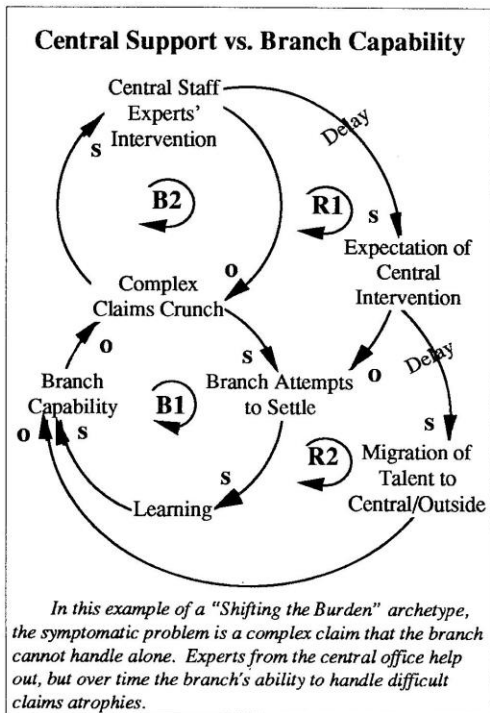 Central Support vs. Branch Capability
Central Staff
Experts'
Intervention
Delay
s
B2
R1
s
Expectation of
Central
Intervention
o
Complex
Claims Crunch
s
o
Delay
o
Branch
Capability
B1
Branch Attempts
to Settle
o
s
s
R2
s
Migration of
Talent to
Central/Outside
Learning
In this example of a "Shifting the Burden" archetype,
the symptomatic problem is a complex claim that the branch
cannot handle alone. Experts from the central office help
out, but over time the branch's ability to handle difficult
claims atrophies.